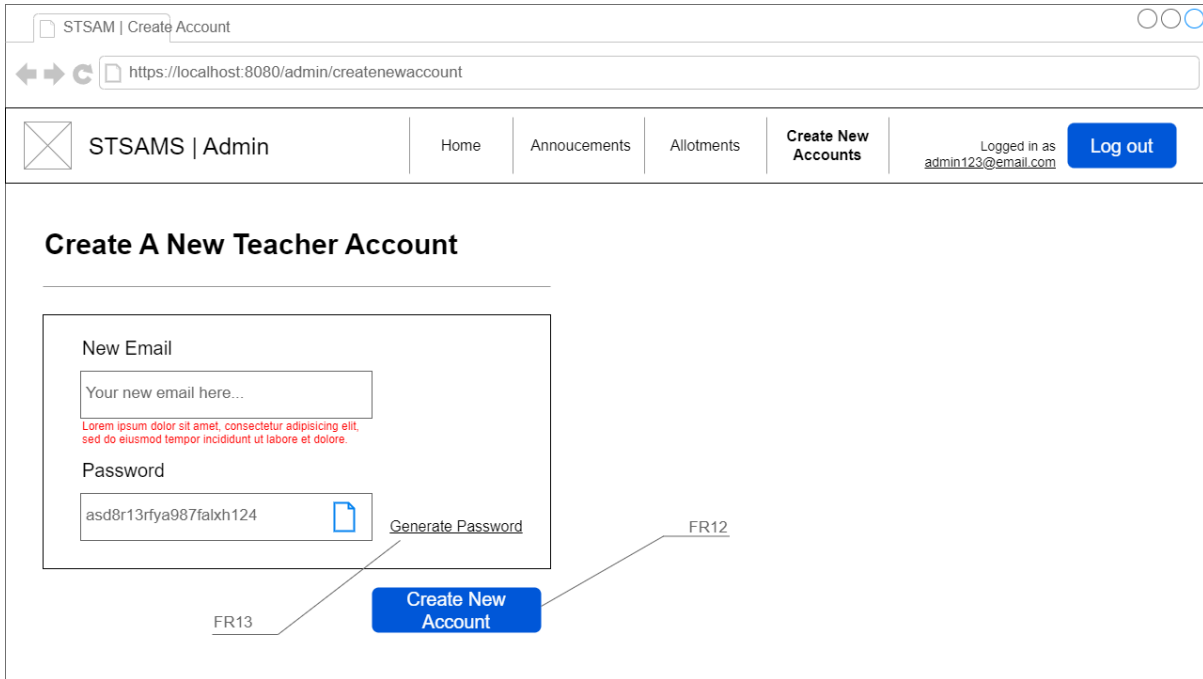 STSAM | Create Account
https://localhost:8080/admin/createnewaccount
STSAMS | Admin
Home
Annoucements
Allotments
Create New
Accounts
Logged in as
admin123@email.com
Log out
Create A New Teacher Account
New Email
Your new email here...
Lorem ipsum dolor sit amet, consectetur adipisicing elit,
sed do eiusmod tempor incididunt ut labore et dolore.
Password
asd8r13rfya987falxh124
Generate Password
FR12
Create New
Account
FR13